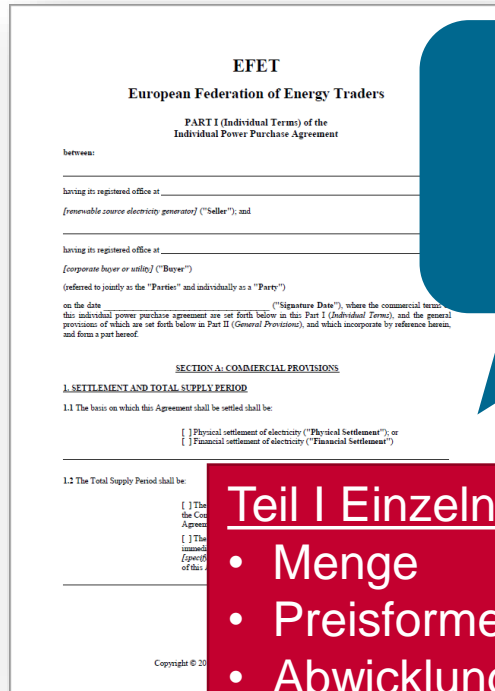 EFET
European Federation of Energy Traders
PART I (Individual Terms) of the
Individual Power Purchase Agreement
between:
having its registered office at
[renewable source electricity generator] ("Seller"); and
having its registered office at
[corporate buyer or utility] ("Buyer")
(referred to jointly as the "Parties" and individually as a "Party")
on the date ("Signature Date"), where the commercial terms
this individual power purchase agreement are set forth below in this Part I (Individual Terms), and the general
provisions of which are set forth below in Part II (General Provisions), and which incorporate by reference herein,
and form a part hereof.
SECTION A: COMMERCIAL PROVISIONS
1. SETTLEMENT AND TOTAL SUPPLY PERIOD
1.1 The basis on which this Agreement shall be settled shall be:
[ ] Physical settlement of electricity ("Physical Settlement"); or
[ ] Financial settlement of electricity ("Financial Settlement")
1.2 The Total Supply Period shall be:
[ ] The
the
[ ] The
of this
Copyright © 20
Teil I Einzeln
• Menge
• Preisforme
• Abwicklung